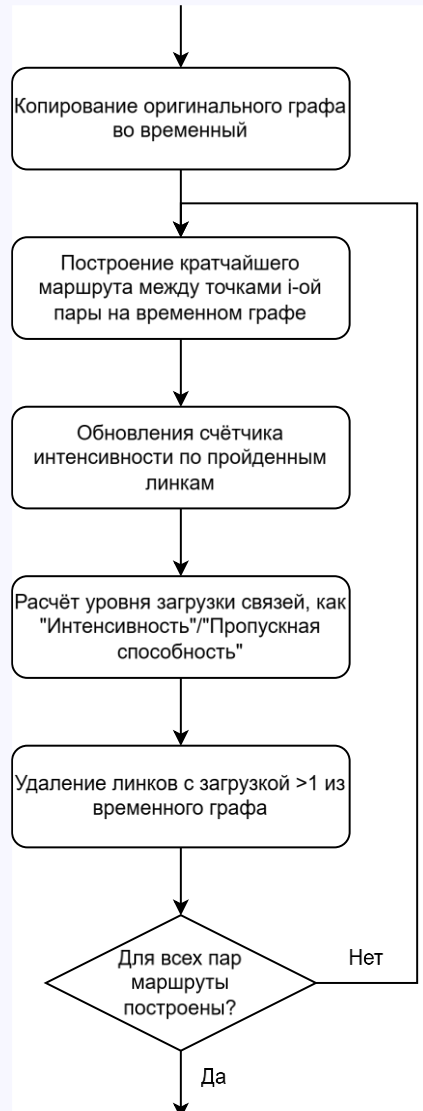 Копирование оригинального графа
во временный
Построение кратчайшего
маршрута между точками i-ой
пары на временном графе
Обновления счётчика
интенсивности по пройденным
линкам
Расчёт уровня загрузки связей, как
"Интенсивность"/"Пропускная
способность"
Удаление линков с загрузкой >1 из
временного графа
Для всех пар
маршруты
построены?
Нет
Да